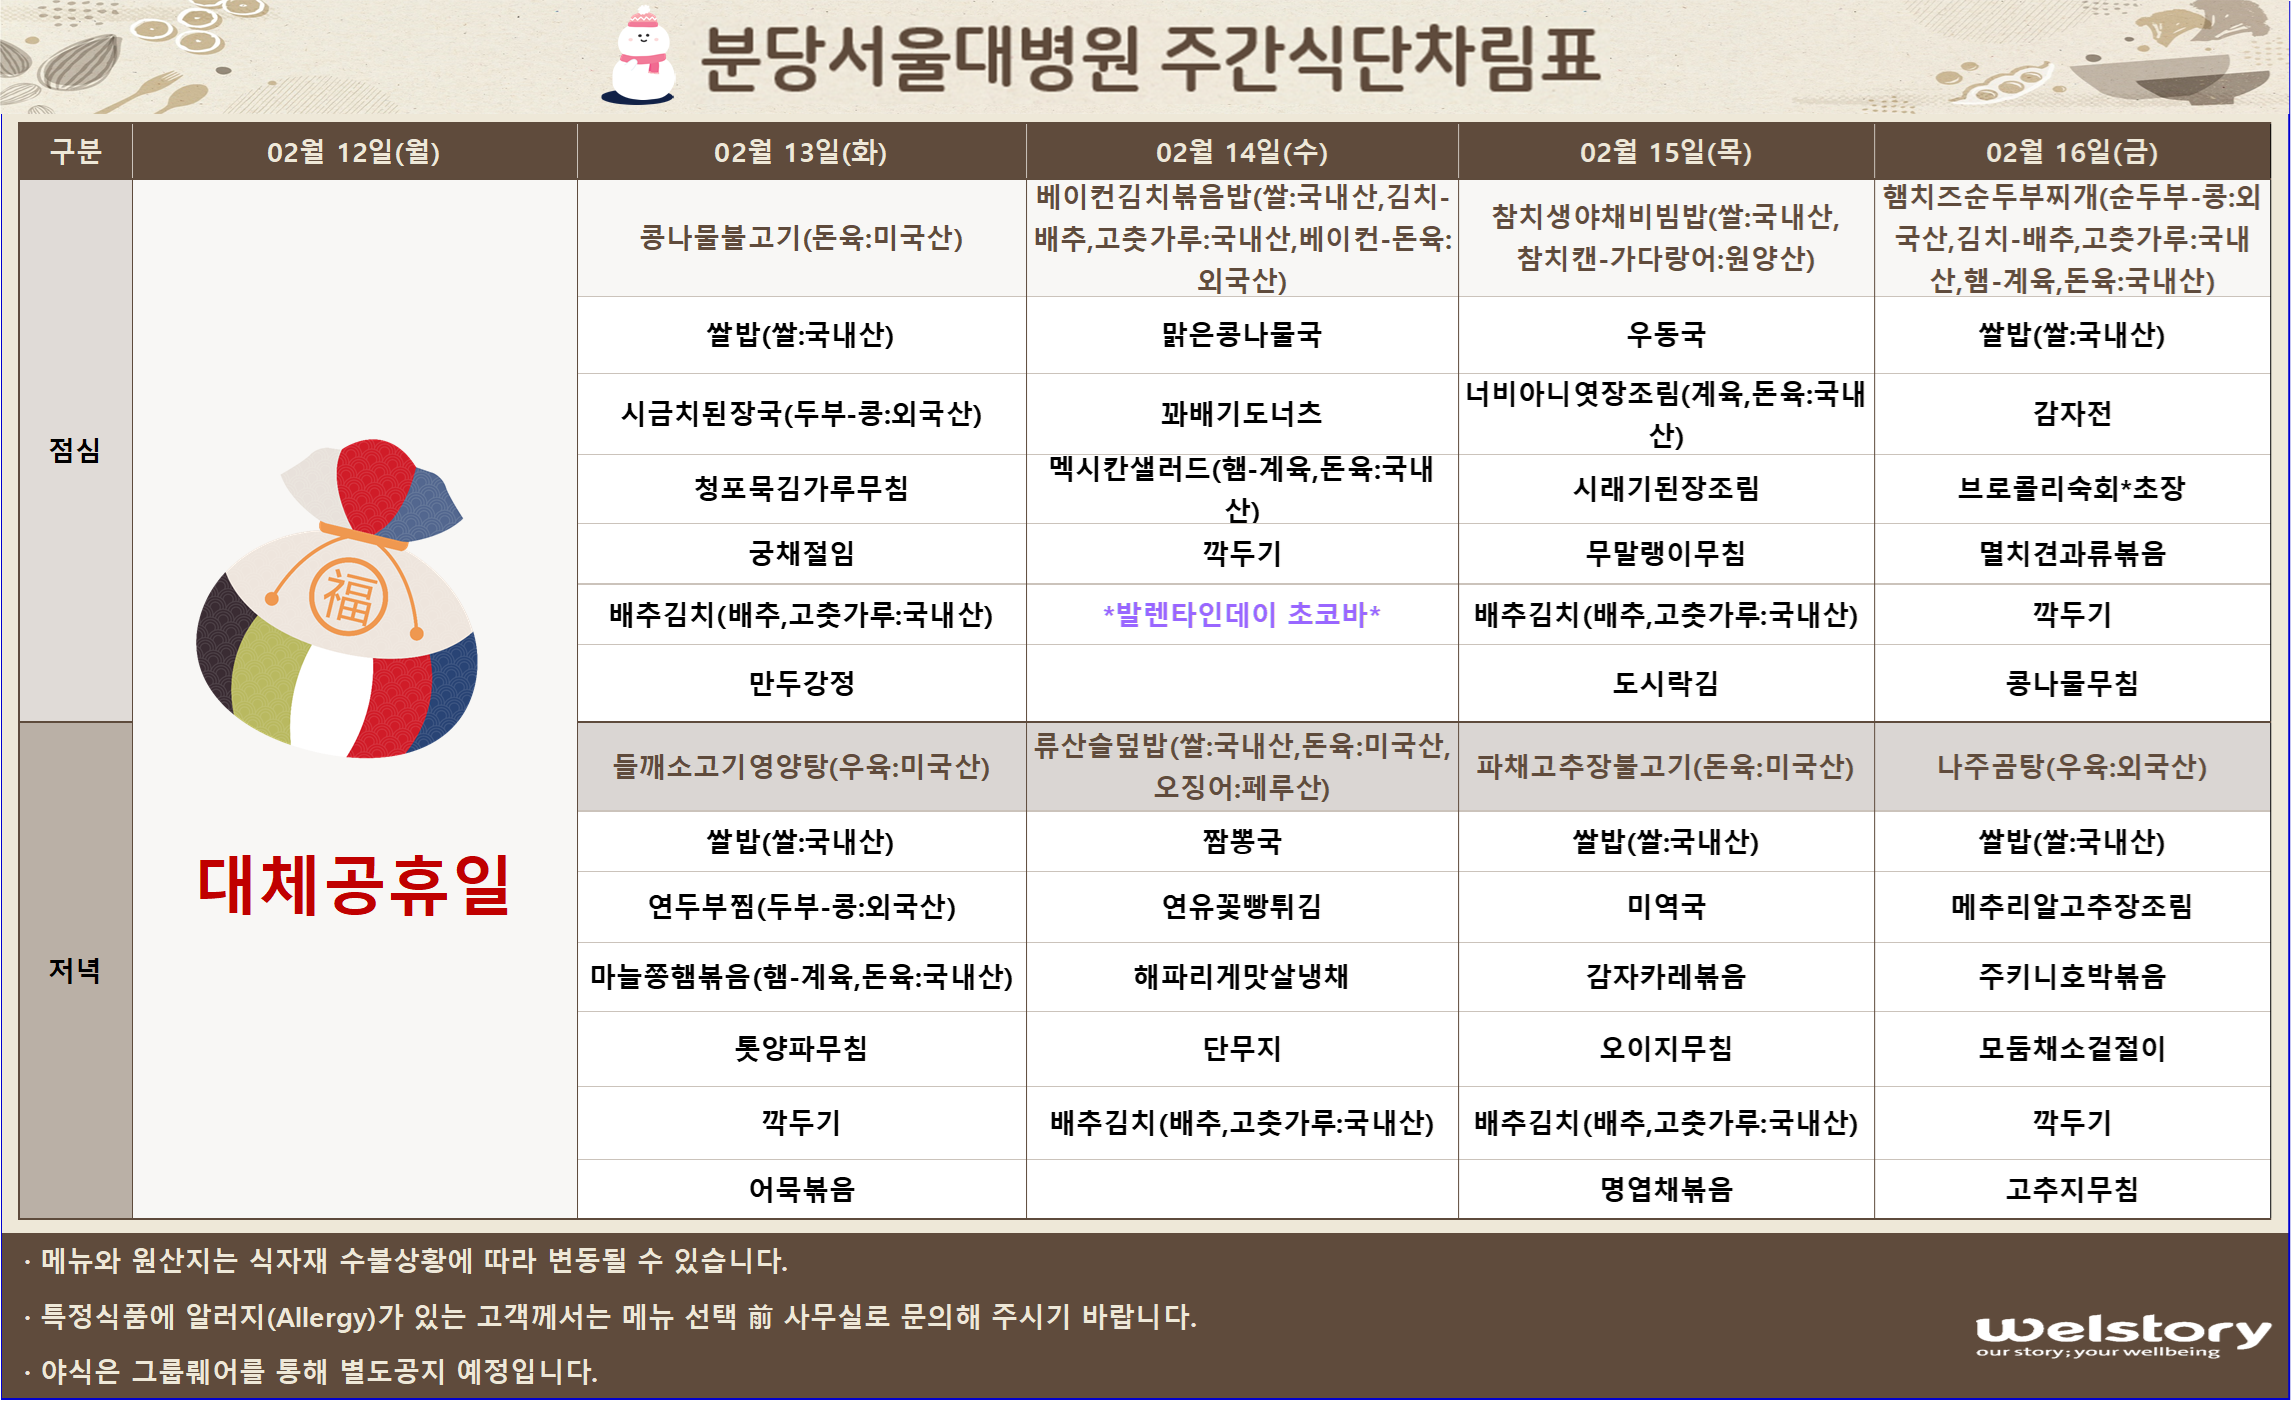 분당서울대병원 주간식단차림표
구분
02월 12일(월)
02월 13일(화)
02월 14일(수)
02월 15일(목)
02월 16일(금)
점심
콩나물불고기(돈육:미국산)
베이컨김치볶음밥(쌀:국내산,김치-
배추,고춧가루:국내산,베이컨-돈육:
외국산)
참치생야채비빔밥(쌀:국내산,
참치캔-가다랑어:원양산)
햄치즈순두부찌개(순두부-콩:외
국산,김치-배추,고춧가루:국내
산,햄-계육,돈육:국내산)
쌀밥(쌀:국내산)
맑은콩나물국
우동국
쌀밥(쌀:국내산)
시금치된장국(두부-콩:외국산)
꽈배기도너츠
너비아니엿장조림(계육,돈육:국내
산)
감자전
청포묵김가루무침
멕시칸샐러드(햄-계육,돈육:국내
산)
시래기된장조림
브로콜리숙회*초장
궁채절임
깍두기
무말랭이무침
멸치견과류볶음
배추김치(배추,고춧가루:국내산)
*발렌타인데이 초코바*
배추김치(배추,고춧가루:국내산)
깍두기
만두강정
도시락김
콩나물무침
福
대체공휴일
저녁
들깨소고기영양탕(우육:미국산)
류산슬덮밥(쌀:국내산,돈육:미국산,
오징어:페루산)
파채고추장불고기(돈육:미국산)
나주곰탕(우육:외국산)
쌀밥(쌀:국내산)
짬뽕국
쌀밥(쌀:국내산)
쌀밥(쌀:국내산)
연두부찜(두부-콩:외국산)
연유꽃빵튀김
미역국
메추리알고추장조림
마늘쫑햄볶음(햄-계육,돈육:국내산)
해파리게맛살냉채
감자카레볶음
주키니호박볶음
톳양파무침
단무지
오이지무침
모둠채소겉절이
깍두기
배추김치(배추,고춧가루:국내산)
배추김치(배추,고춧가루:국내산)
깍두기
어묵볶음
명엽채볶음
고추지무침
· 메뉴와 원산지는 식자재 수불상황에 따라 변동될 수 있습니다.
· 특정식품에 알러지(Allergy)가 있는 고객께서는 메뉴 선택 前 사무실로 문의해 주시기 바랍니다.
· 야식은 그룹뤠어를 통해 별도공지 예정입니다.
welstory
our story; your wellbeing